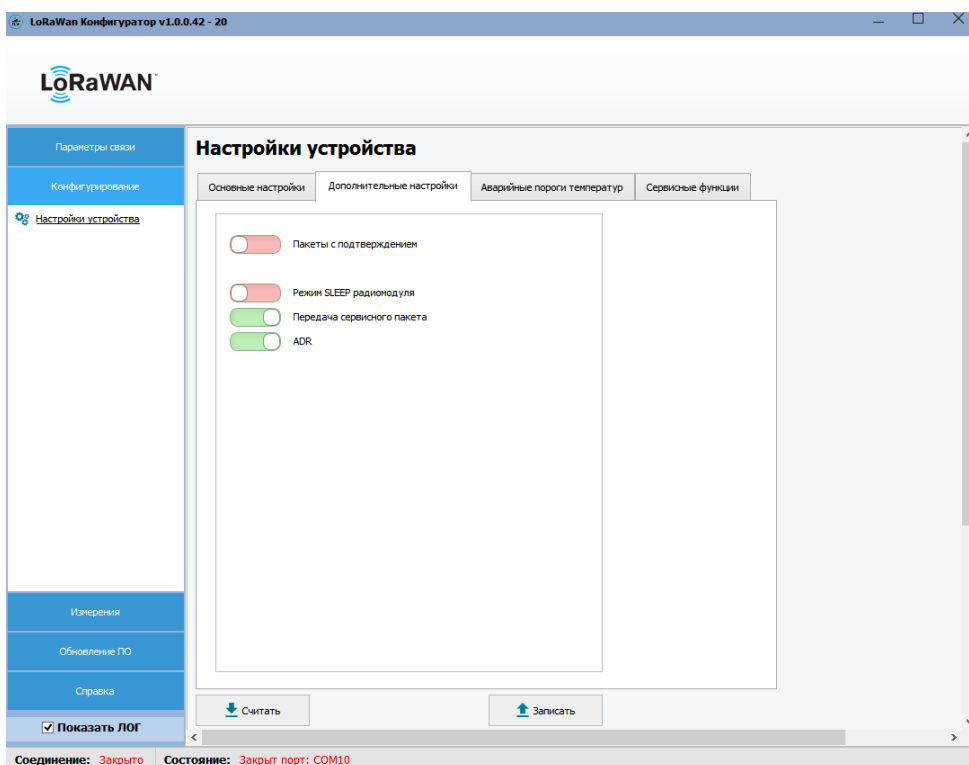 LoRaWan Конфигуратор v1.0.0.42 - 20
LoRaWAN™
Параметры связи
Конфигурирование
Настройки устройства
Измерения
Обновление ПО
Справка
Показать ЛОГ
Настройки устройства
Основные настройки
Дополнительные настройки
Аварийные пороги температур
Сервисные функции
Пакеты с подтверждением
Режим SLEEP радиомодуля
Передача сервисного пакета
ADR
Считать
Записать
Соединение: Закрыто Состояние: Закрыт порт: COM10